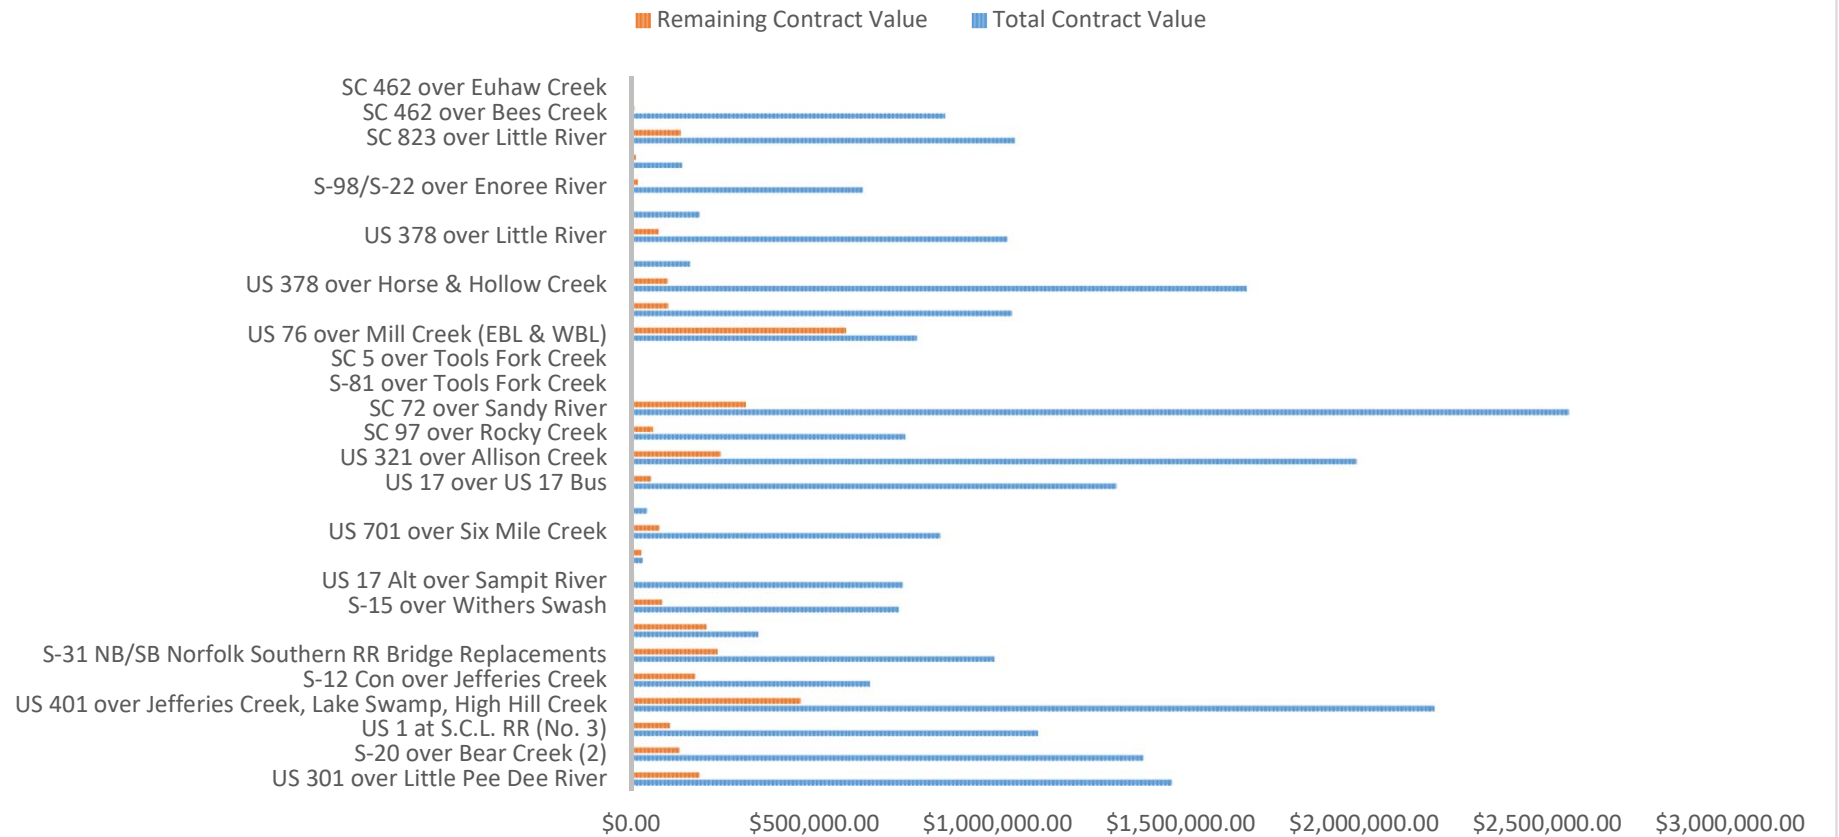 Remaining Contract Value Total Contract Value
SC 462 over Euhaw Creek
SC 462 over Bees Creek
SC 823 over Little River
S-98/S-22 over Enoree River
US 378 over Little River
US 378 over Horse & Hollow Creek
US 76 over Mill Creek (EBL & WBL)
SC 5 over Tools Fork Creek
S-81 over Tools Fork Creek
SC 72 over Sandy River
SC 97 over Rocky Creek
US 321 over Allison Creek
US 17 over US 17 Bus
US 701 over Six Mile Creek
US 17 Alt over Sampit River
S-15 over Withers Swash
S-31 NB/SB Norfolk Southern RR Bridge Replacements
S-12 Con over Jefferies Creek
US 401 over Jefferies Creek, Lake Swamp, High Hill Creek
US 1 at S.C.L. RR (No. 3)
S-20 over Bear Creek (2)
US 301 over Little Pee Dee River
$0.00 $500,000.00 $1,000,000.00 $1,500,000.00 $2,000,000.00 $2,500,000.00 $3,000,000.00